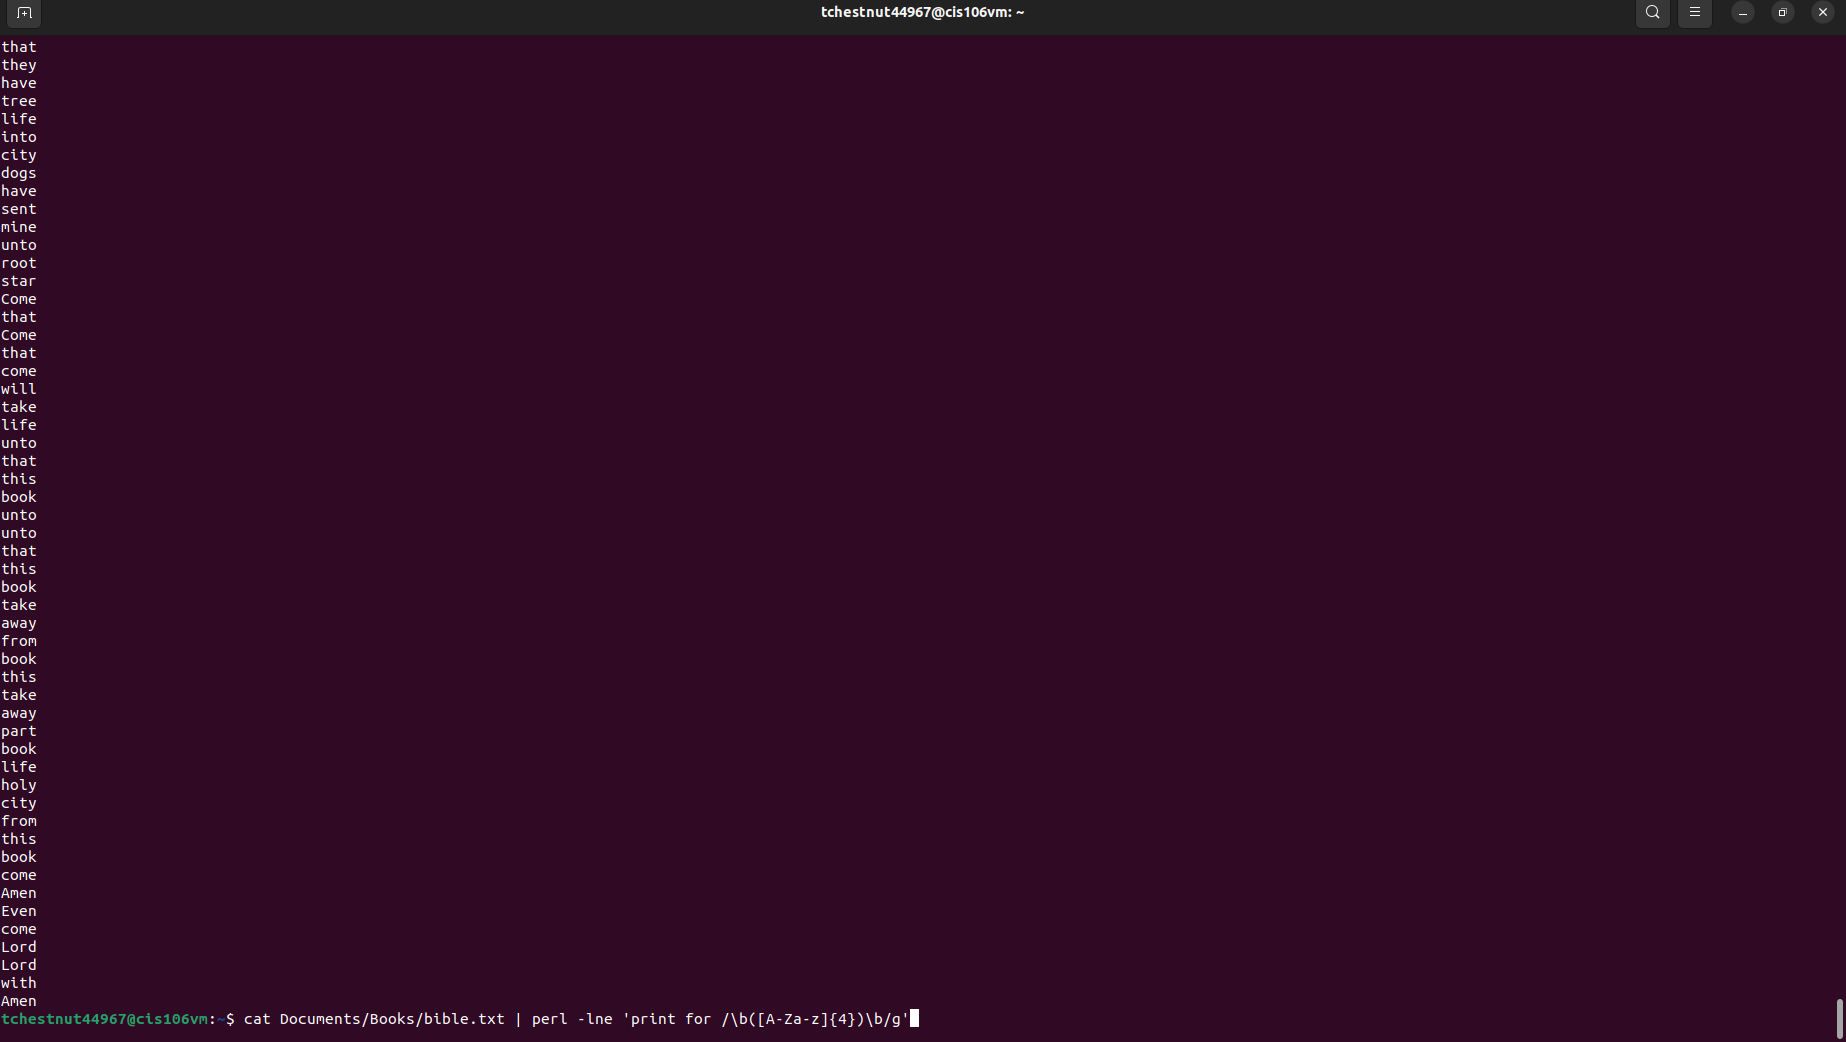 tchestnut44967@cis106vm: ~
that
they
have
tree
life
into
city
dogs
have
sent
mine
unto
root
star
Come
that
Come
that
come
will
take
life
unto
that
this
book
unto
unto
that
this
book
take
away
from
book
this
take
away
part
book
life
holy
city
from
this
book
come
Amen
Even
come
Lord
Lord
with
Amen
tchestnut44967@cis106vm:~$ cat Documents/Books/bible.txt | perl -lne 'print for /\b([A-Za-z]{4})\b/g'